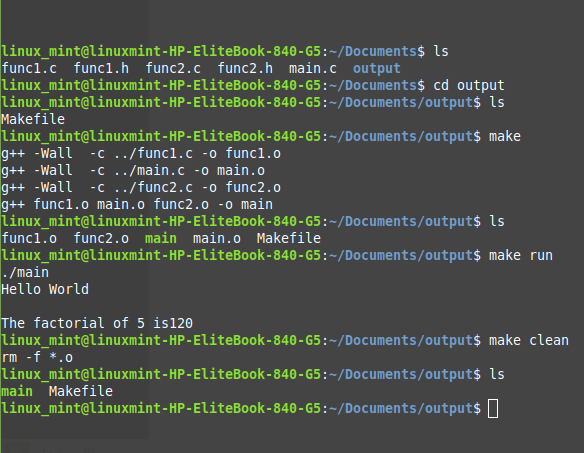 linux_mint@linuxmint-HP-EliteBook-840-G5:~/Documents$ ls
func1.c  func1.h  func2.c  func2.h  main.c  output
linux_mint@linuxmint-HP-EliteBook-840-G5:~/Documents$ cd output
linux_mint@linuxmint-HP-EliteBook-840-G5:~/Documents/output$ ls
Makefile
linux_mint@linuxmint-HP-EliteBook-840-G5:~/Documents/output$ make
g++ -Wall  -c ../func1.c -o func1.o
g++ -Wall  -c ../main.c -o main.o
g++ -Wall  -c ../func2.c -o func2.o
g++ func1.o main.o func2.o -o main
linux_mint@linuxmint-HP-EliteBook-840-G5:~/Documents/output$ ls
func1.o  func2.o  main  main.o  Makefile
linux_mint@linuxmint-HP-EliteBook-840-G5:~/Documents/output$ make run
./main
Hello World

The factorial of 5 is120
linux_mint@linuxmint-HP-EliteBook-840-G5:~/Documents/output$ make clean
rm -f *.o
linux_mint@linuxmint-HP-EliteBook-840-G5:~/Documents/output$ ls
main  Makefile
linux_mint@linuxmint-HP-EliteBook-840-G5:~/Documents/output$